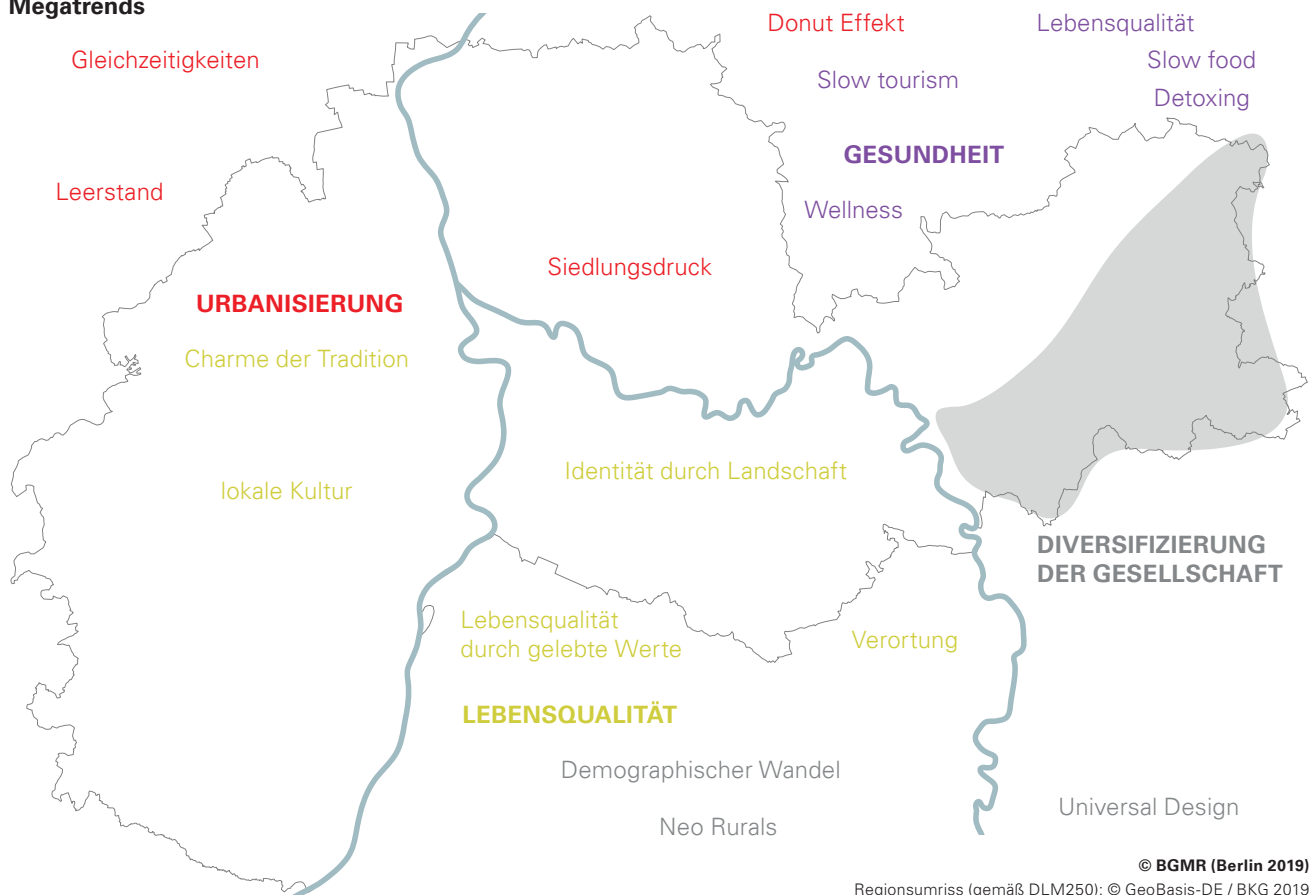 Megatrends
Donut Effekt
Lebensqualität
Gleichzeitigkeiten
Slow food
Slow tourism
Detoxing
GESUNDHEIT
Leerstand
Wellness
Siedlungsdruck
URBANISIERUNG
Charme der Tradition
Identität durch Landschaft
lokale Kultur
DIVERSIFIZIERUNG
DER GESELLSCHAFT
Lebensqualität
durch gelebte Werte
Verortung
LEBENSQUALITÄT
Demographischer Wandel
Universal Design
Neo Rurals
© BGMR (Berlin 2019)
Regionsumriss (gemäß DLM250): © GeoBasis-DE / BKG 2019